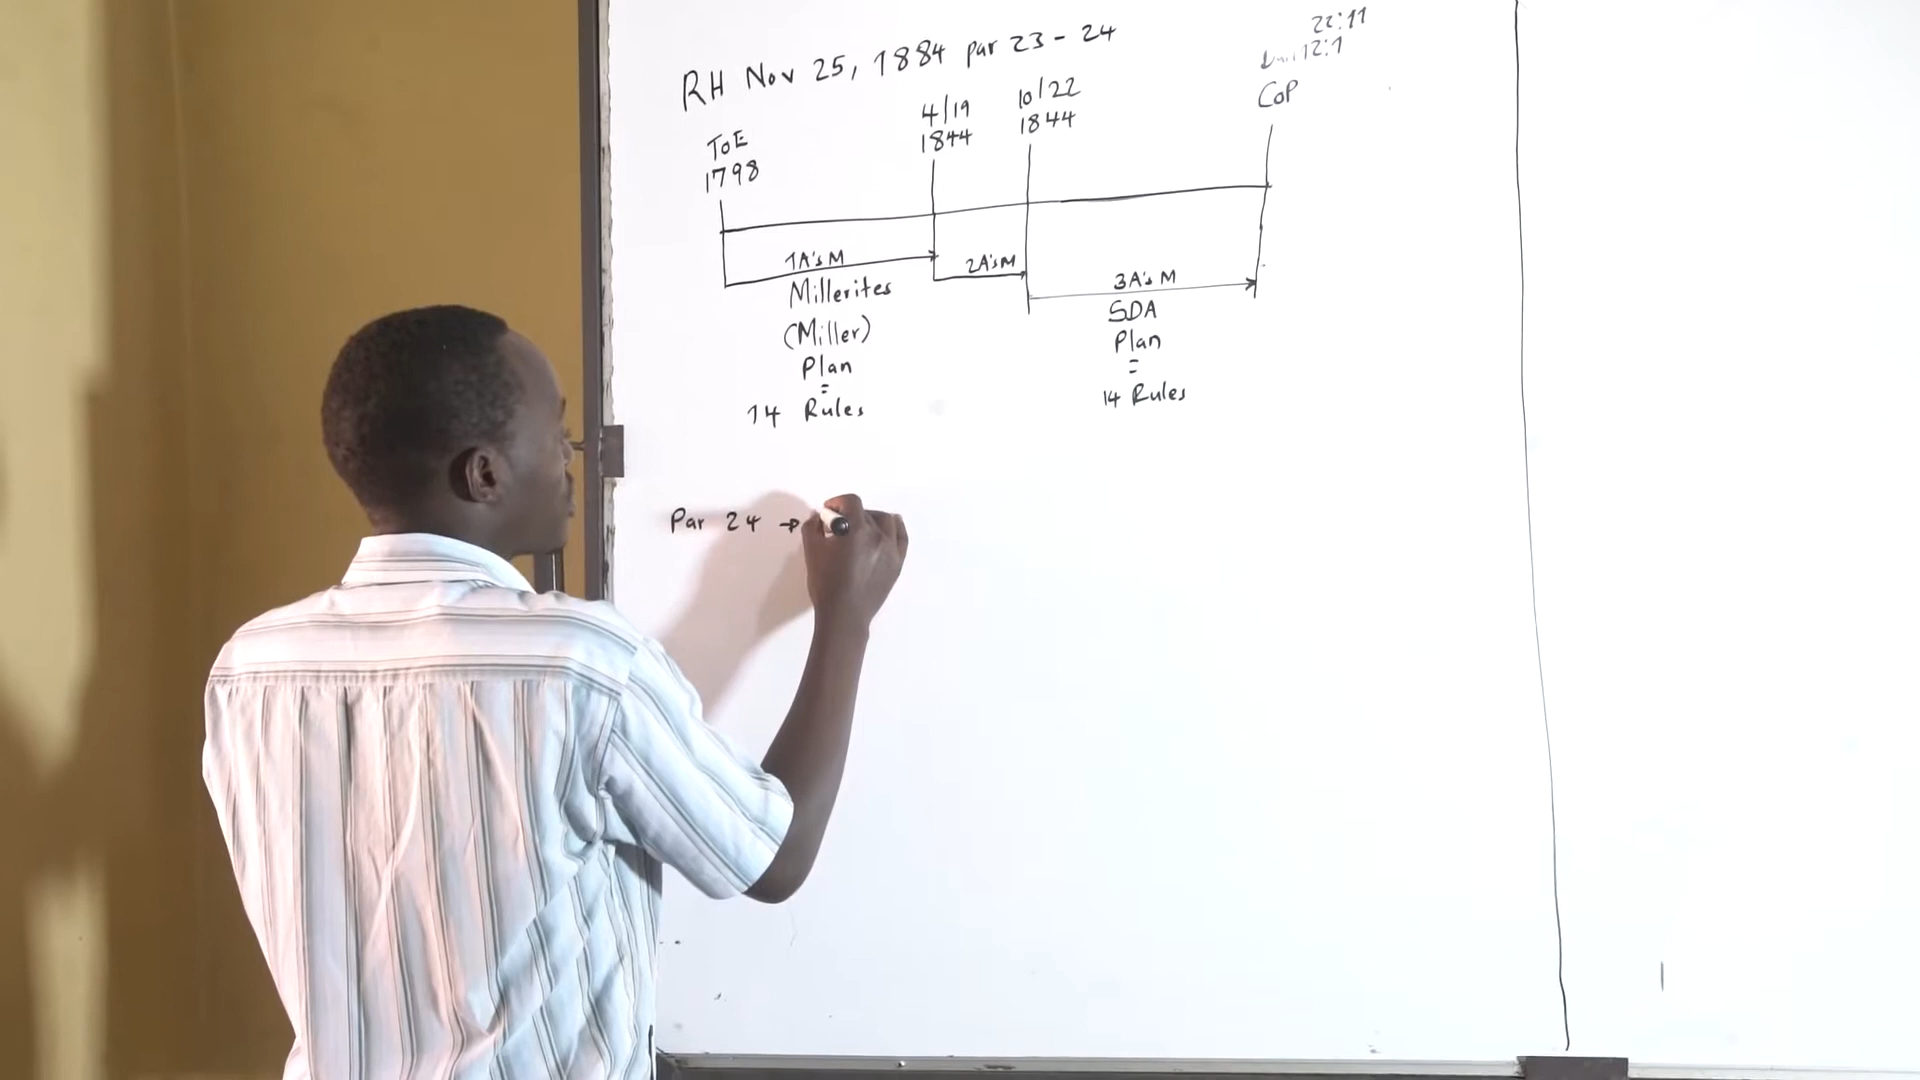 RH Nov 25, 1884 par 23 - 24
22:11
12:1
CoP
10/22
1844
4/19
1844
ToE
1798
1A's M
2A's M
3A's M
Millerites
(Miller)
Plan
=
14 Rules
SDA
Plan
=
14 Rules
Par 24 →